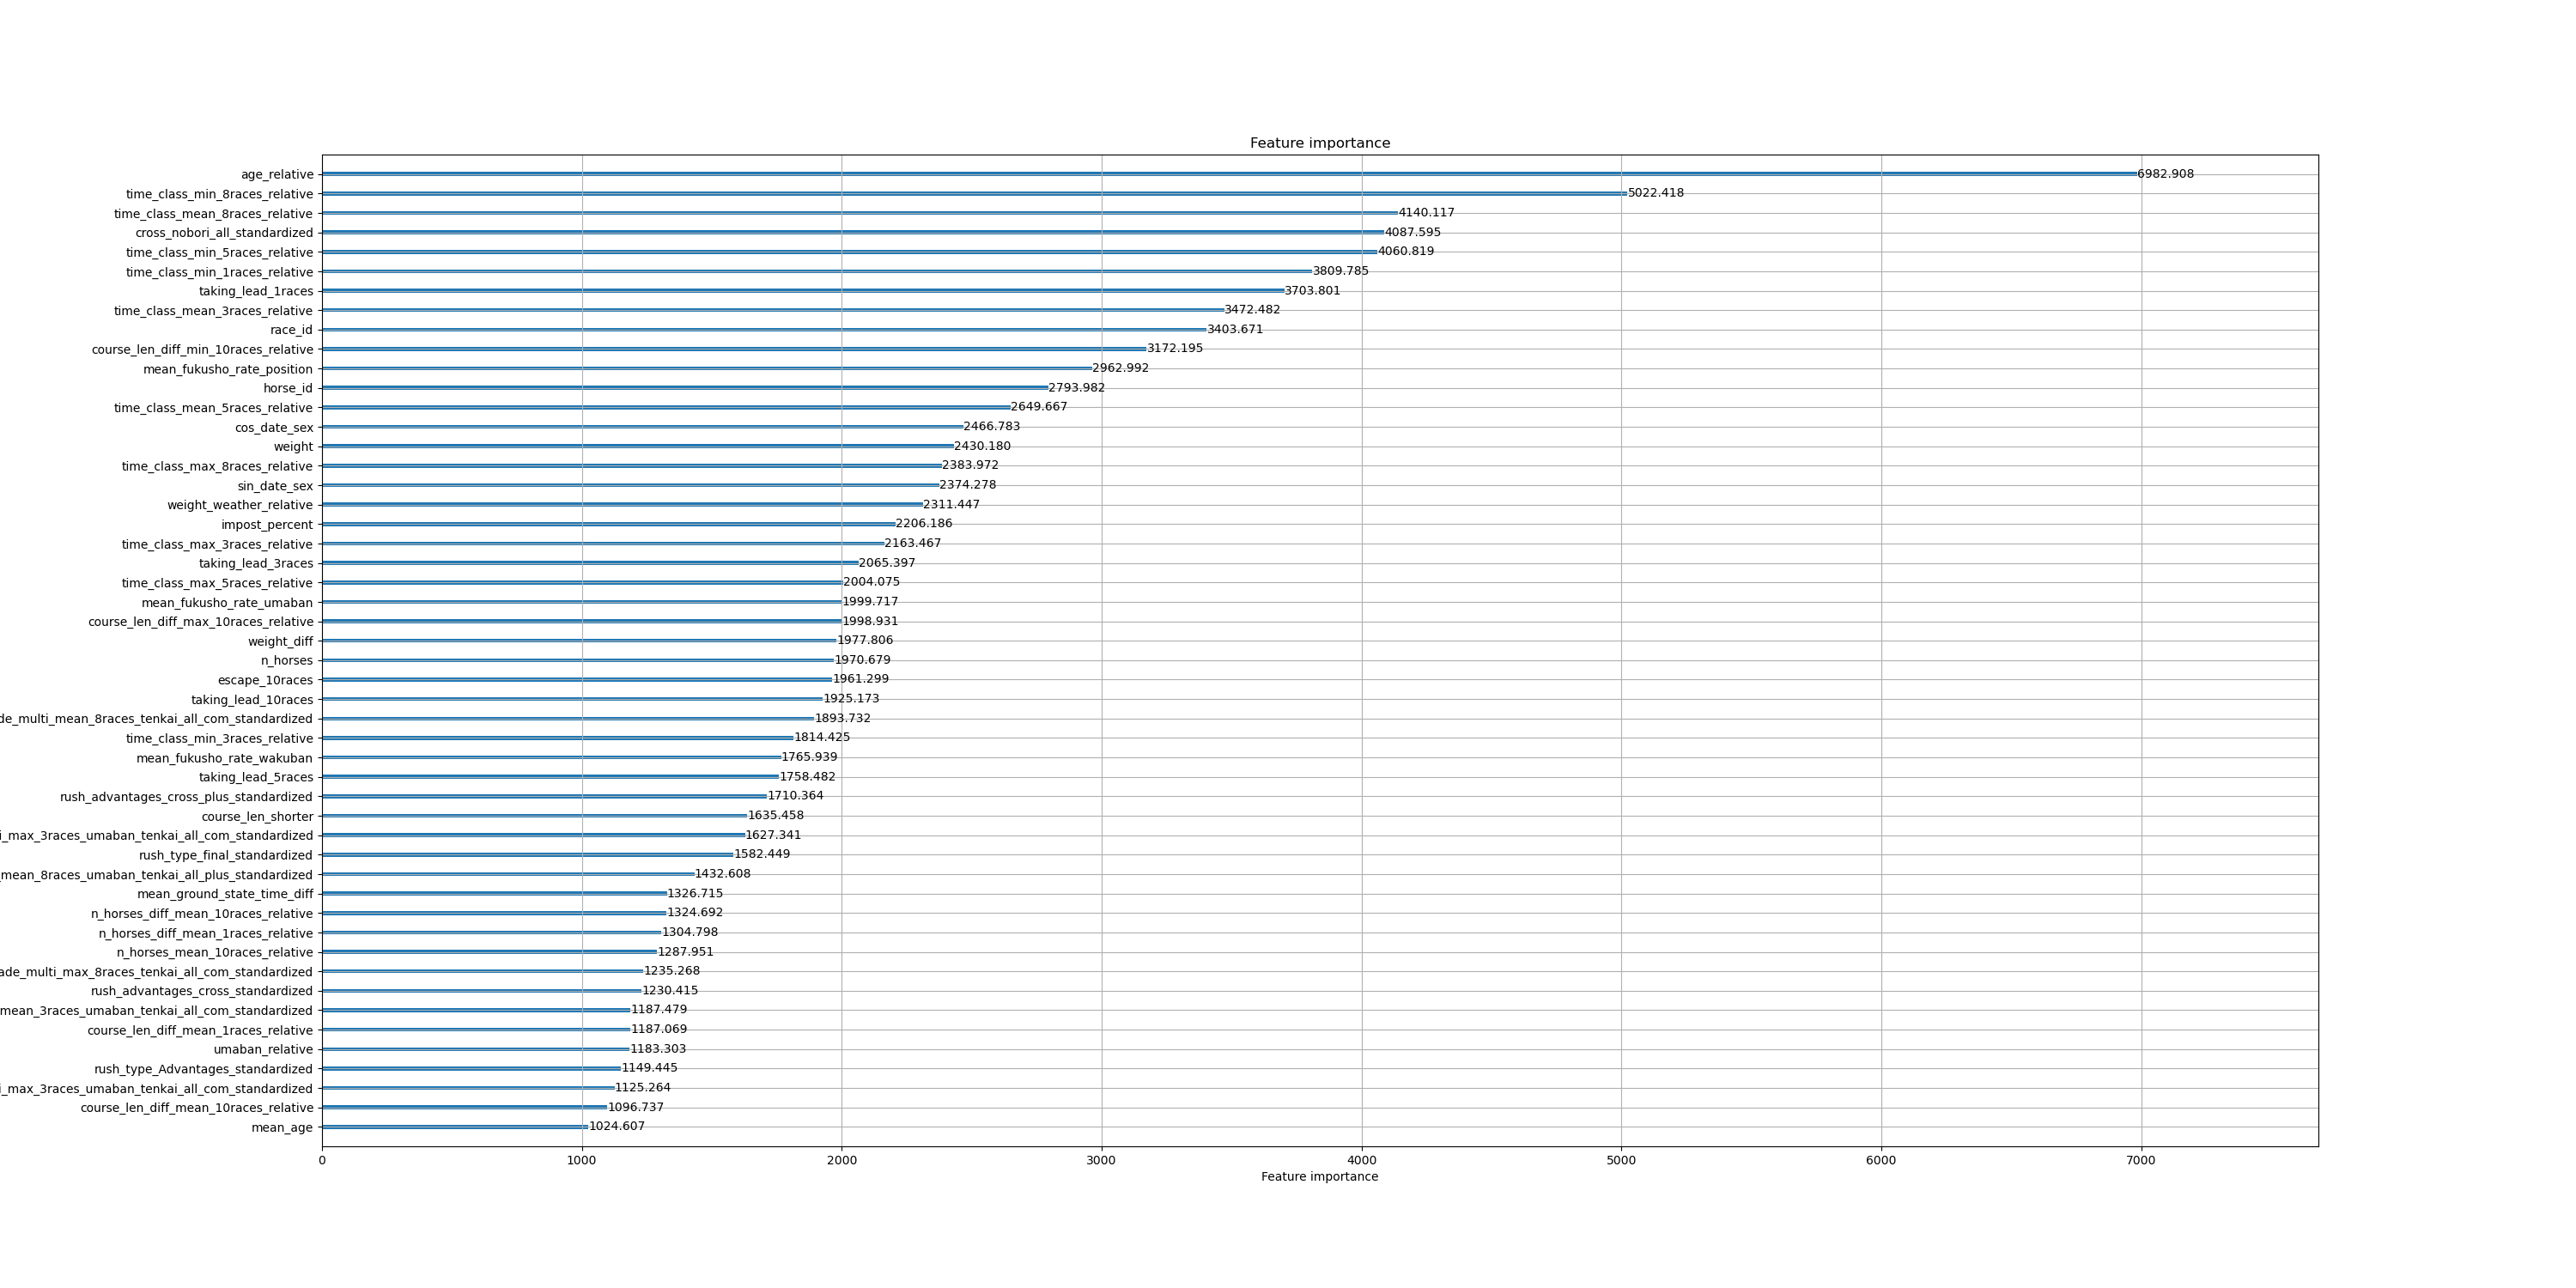 Feature importance
age_relative 6982.908
time_class_min_8races_relative 5022.418
time_class_mean_8races_relative 4140.117
cross_nobori_all_standardized 4087.595
time_class_min_5races_relative 4060.819
time_class_min_1races_relative 3809.785
taking_lead_1races 3703.801
time_class_mean_3races_relative 3472.482
race_id 3403.671
course_len_diff_min_10races_relative 3172.195
mean_fukusho_rate_position 2962.992
horse_id 2793.982
time_class_mean_5races_relative 2649.667
cos_date_sex 2466.783
weight 2430.180
time_class_max_8races_relative 2383.972
sin_date_sex 2374.278
weight_weather_relative 2311.447
impost_percent 2206.186
time_class_max_3races_relative 2163.467
taking_lead_3races 2065.397
time_class_max_5races_relative 2004.075
mean_fukusho_rate_umaban 1999.717
course_len_diff_max_10races_relative 1998.931
weight_diff 1977.806
n_horses 1970.679
escape_10races 1961.299
taking_lead_10races 1925.173
de_multi_mean_8races_tenkai_all_com_standardized 1893.732
time_class_min_3races_relative 1814.425
mean_fukusho_rate_wakuban 1765.939
taking_lead_5races 1758.482
rush_advantages_cross_plus_standardized 1710.364
course_len_shorter 1635.458
i_max_3races_umaban_tenkai_all_com_standardized 1627.341
rush_type_final_standardized 1582.449
_mean_8races_umaban_tenkai_all_plus_standardized 1432.608
mean_ground_state_time_diff 1326.715
n_horses_diff_mean_10races_relative 1324.692
n_horses_diff_mean_1races_relative 1304.798
n_horses_mean_10races_relative 1287.951
ade_multi_max_8races_tenkai_all_com_standardized 1235.268
rush_advantages_cross_standardized 1230.415
mean_3races_umaban_tenkai_all_com_standardized 1187.479
course_len_diff_mean_1races_relative 1187.069
umaban_relative 1183.303
rush_type_Advantages_standardized 1149.445
i_max_3races_umaban_tenkai_all_com_standardized 1125.264
course_len_diff_mean_10races_relative 1096.737
mean_age 1024.607
0 1000 2000 3000 4000 5000 6000 7000
Feature importance